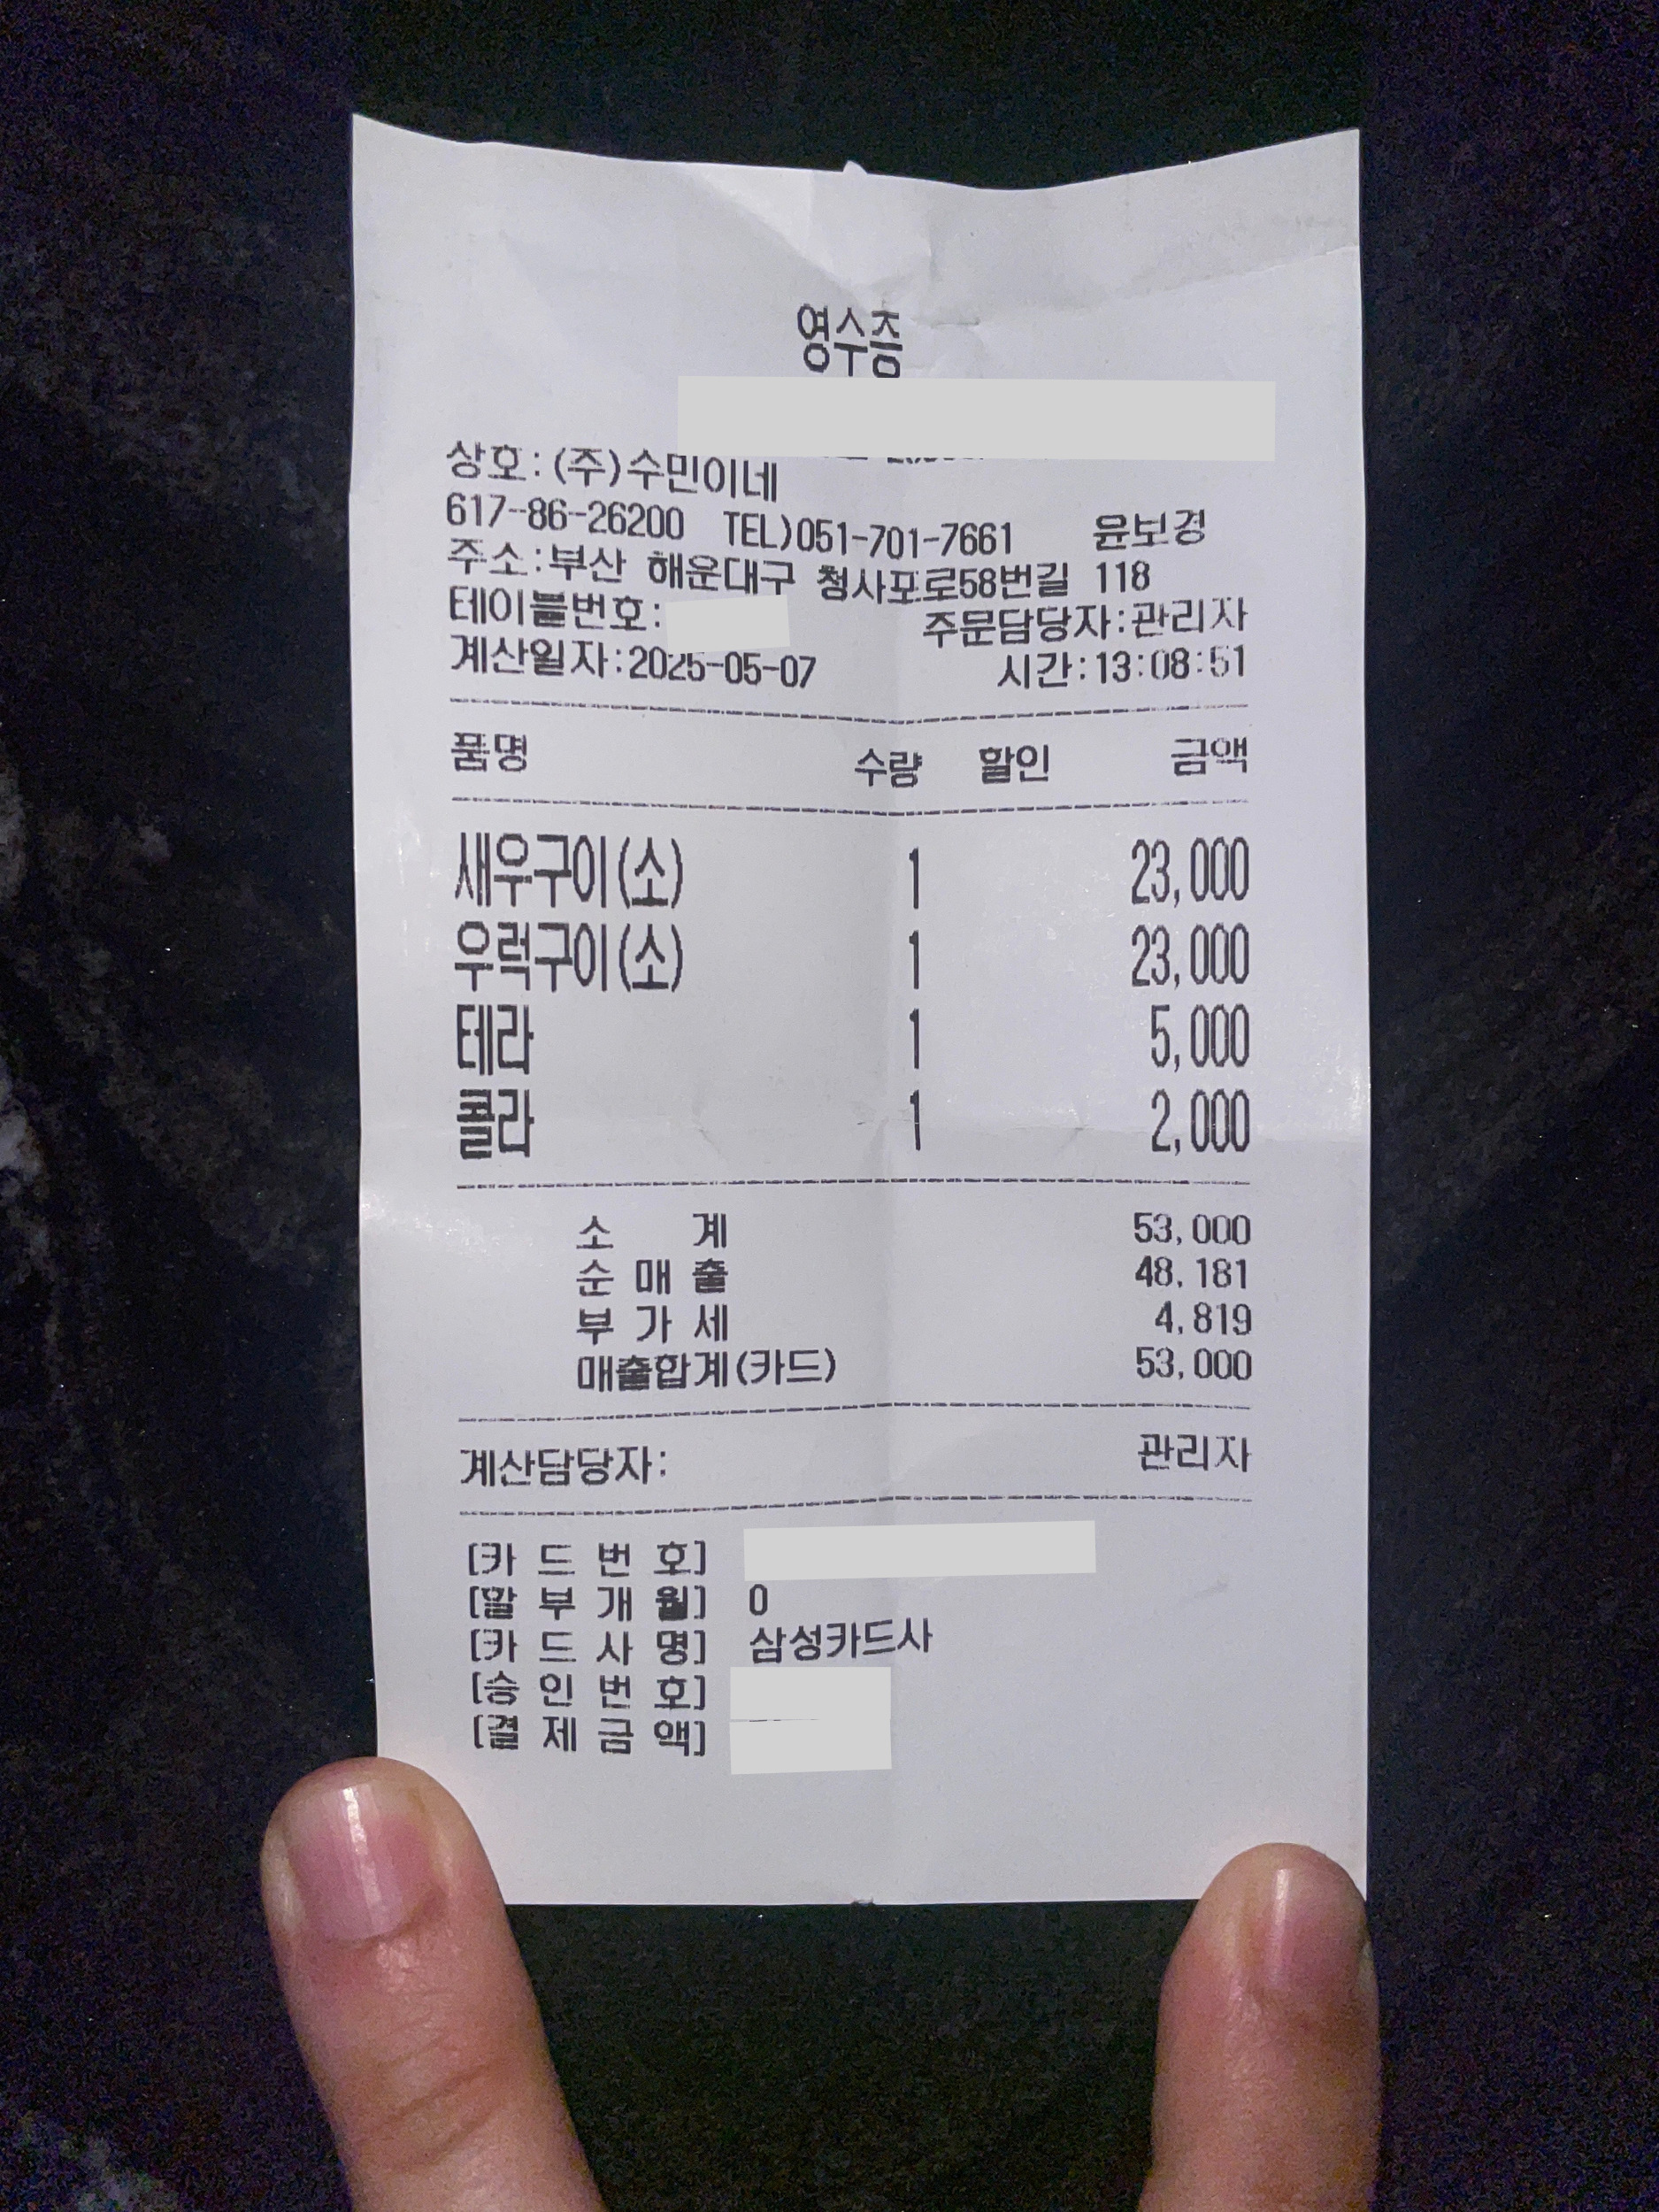 영수증
상호:(주)수민이네
617-86-26200 TEL)051-701-7661 윤보경
주소:부산 해운대구 청사포로58번길 118
테이블번호: 주문담당자:관리자
계산일자:2025-05-07 시간:13:08:51
품명 수량 할인 금액
새우구이(소) 1 23,000
우럭구이(소) 1 23,000
테라 1 5,000
콜라 1 2,000
소 계 53,000
순 매 출 48,181
부 가 세 4,819
매출합계(카드) 53,000
계산담당자: 관리자
[카 드 번 호]
[할 부 개 월] 0
[카 드 사 명] 삼성카드사
[승 인 번 호]
[결 제 금 액]